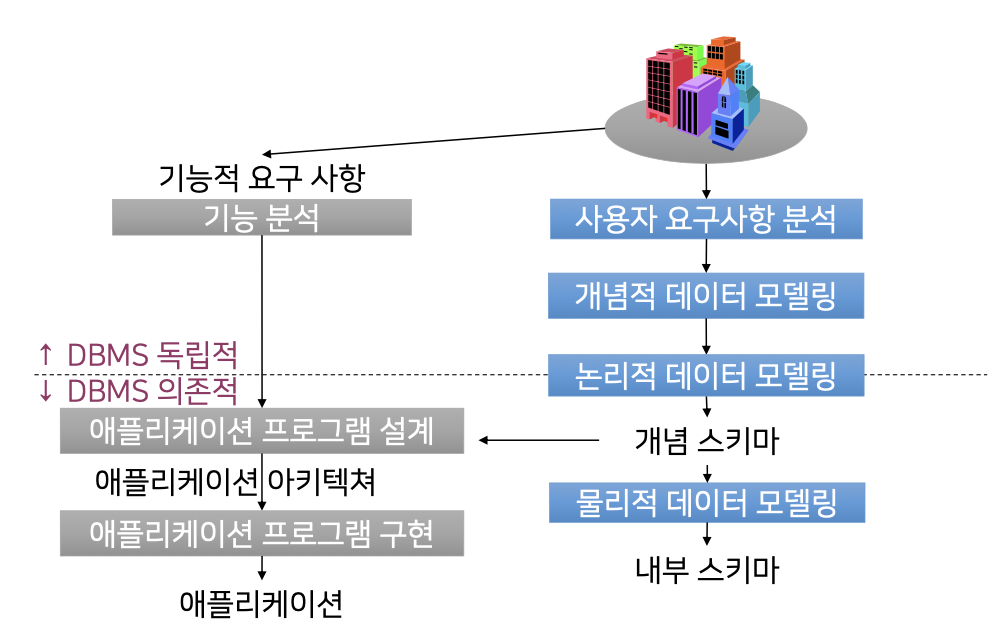 기능적 요구 사항
기능 분석
사용자 요구사항 분석
개념적 데이터 모델링
↑ DBMS 독립적
논리적 데이터 모델링
↓ DBMS 의존적
애플리케이션 프로그램 설계
개념 스키마
애플리케이션 아키텍쳐
물리적 데이터 모델링
애플리케이션 프로그램 구현
내부 스키마
애플리케이션